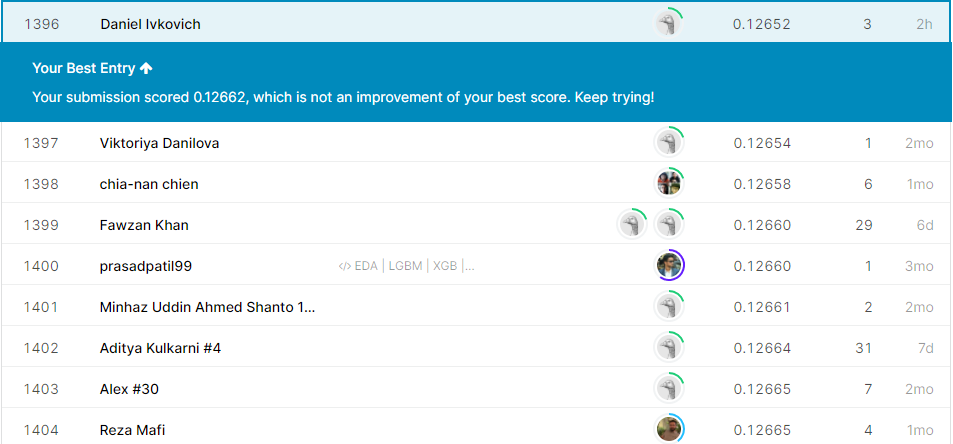 1396 Daniel Ivkovich 0.12652 3 2h
Your Best Entry
Your submission scored 0.12662, which is not an improvement of your best score. Keep trying!
1397 Viktoriya Danilova 0.12654 1 2mo
1398 chia-nan chien 0.12658 6 1mo
1399 Fawzan Khan 0.12660 29 6d
1400 prasadpatil99 </> EDA | LGBM | XGB |... 0.12660 1 3mo
1401 Minhaz Uddin Ahmed Shanto 1... 0.12661 2 2mo
1402 Aditya Kulkarni #4 0.12664 31 7d
1403 Alex #30 0.12665 7 2mo
1404 Reza Mafi 0.12665 4 1mo